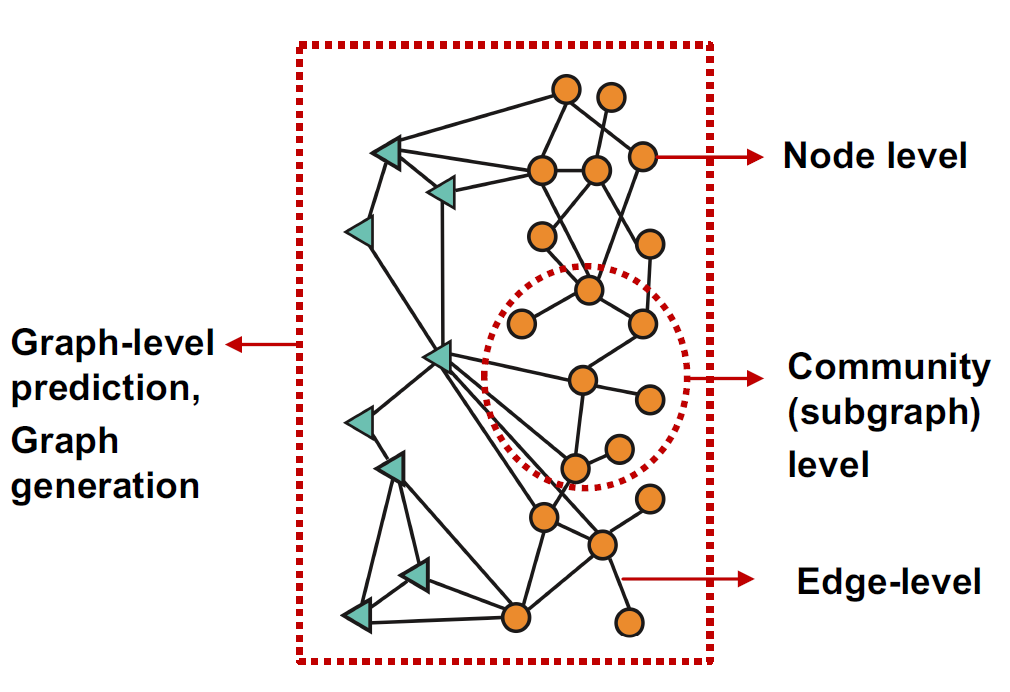 Node level
Graph-level
prediction,
Graph
generation
Community
(subgraph)
level
Edge-level